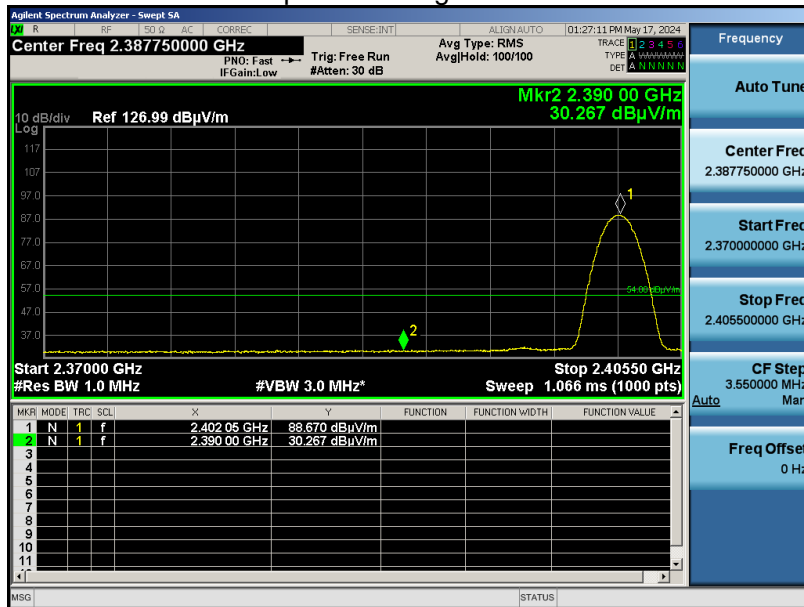 Agilent Spectrum Analyzer - Swept SA
LXI R RF 50 Ω AC CORREC SENSE:INT ALIGN AUTO 01:27:11 PM May 17, 2024
Center Freq 2.387750000 GHz
PNO: Fast
IFGain:Low
Trig: Free Run
#Atten: 30 dB
Avg Type: RMS
Avg|Hold: 100/100
TRACE 1 2 3 4 5 6
TYPE A WWWWW
DET A N N N N N
Mkr2 2.390 00 GHz
30.267 dBµV/m
10 dB/div Ref 126.99 dBµV/m
Log
117
107
97.0
87.0
77.0
67.0
57.0
47.0
37.0
1
2
54.00 dBµV/m
Start 2.37000 GHz Stop 2.40550 GHz
#Res BW 1.0 MHz #VBW 3.0 MHz* Sweep 1.066 ms (1000 pts)
MKR MODE TRC SCL X Y FUNCTION FUNCTION WIDTH FUNCTION VALUE
1 N 1 f 2.402 05 GHz 88.670 dBµV/m
2 N 1 f 2.390 00 GHz 30.267 dBµV/m
3
4
5
6
7
8
9
10
11
MSG STATUS
Frequency
Auto Tune
Center Freq
2.387750000 GHz
Start Freq
2.370000000 GHz
Stop Freq
2.405500000 GHz
CF Step
3.550000 MHz
Auto Man
Freq Offset
0 Hz